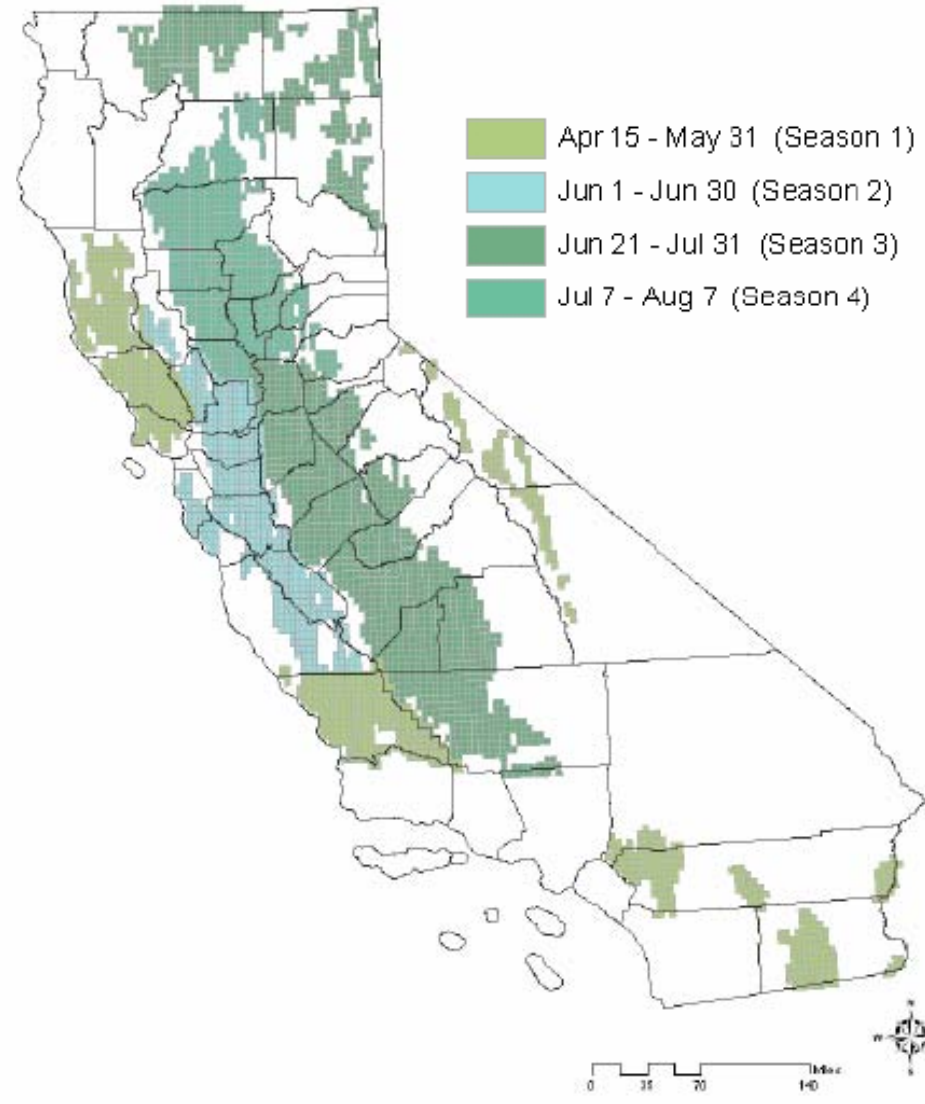 Apr 15 - May 31 (Season 1)
Jun 1 - Jun 30 (Season 2)
Jun 21 - Jul 31 (Season 3)
Jul 7 - Aug 7 (Season 4)
N
W
S
Miles
0 35 70 140